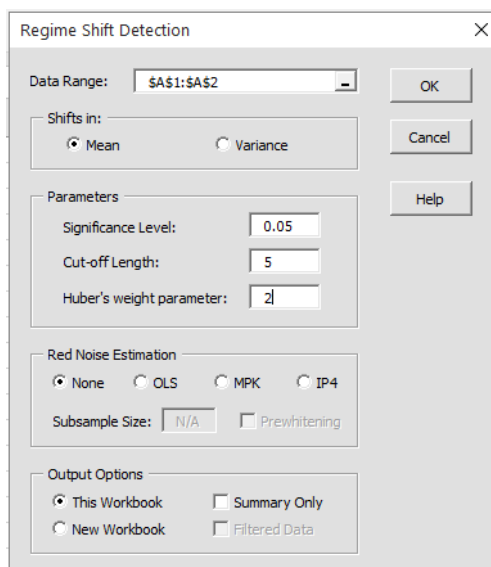 Regime Shift Detection
Data Range: $A$1:$A$2
OK
Shifts in:
Mean Variance
Cancel
Parameters
Help
Significance Level: 0.05
Cut-off Length: 5
Huber's weight parameter: 2
Red Noise Estimation
None OLS MPK IP4
Subsample Size: N/A Prewhitening
Output Options
This Workbook Summary Only
New Workbook Filtered Data